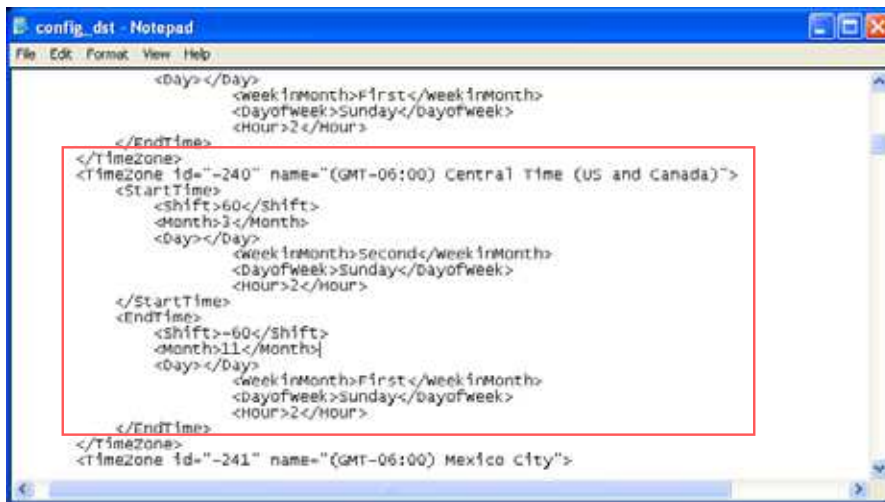 config_dst - Notepad
File Edit Format View Help
<Day></Day>
<WeekinMonth>First</WeekinMonth>
<DayofWeek>Sunday</DayofWeek>
<Hour>2</Hour>
</EndTime>
</TimeZone>
<TimeZone id="-240" name="(GMT-06:00) Central Time (US and Canada)">
<StartTime>
<Shift>60</Shift>
<Month>3</Month>
<Day></Day>
<WeekinMonth>Second</WeekinMonth>
<DayofWeek>Sunday</DayofWeek>
<Hour>2</Hour>
</StartTime>
<EndTime>
<Shift>-60</Shift>
<Month>11</Month>
<Day></Day>
<WeekinMonth>First</WeekinMonth>
<DayofWeek>Sunday</DayofWeek>
<Hour>2</Hour>
</EndTime>
</TimeZone>
<TimeZone id="-241" name="(GMT-06:00) Mexico City">